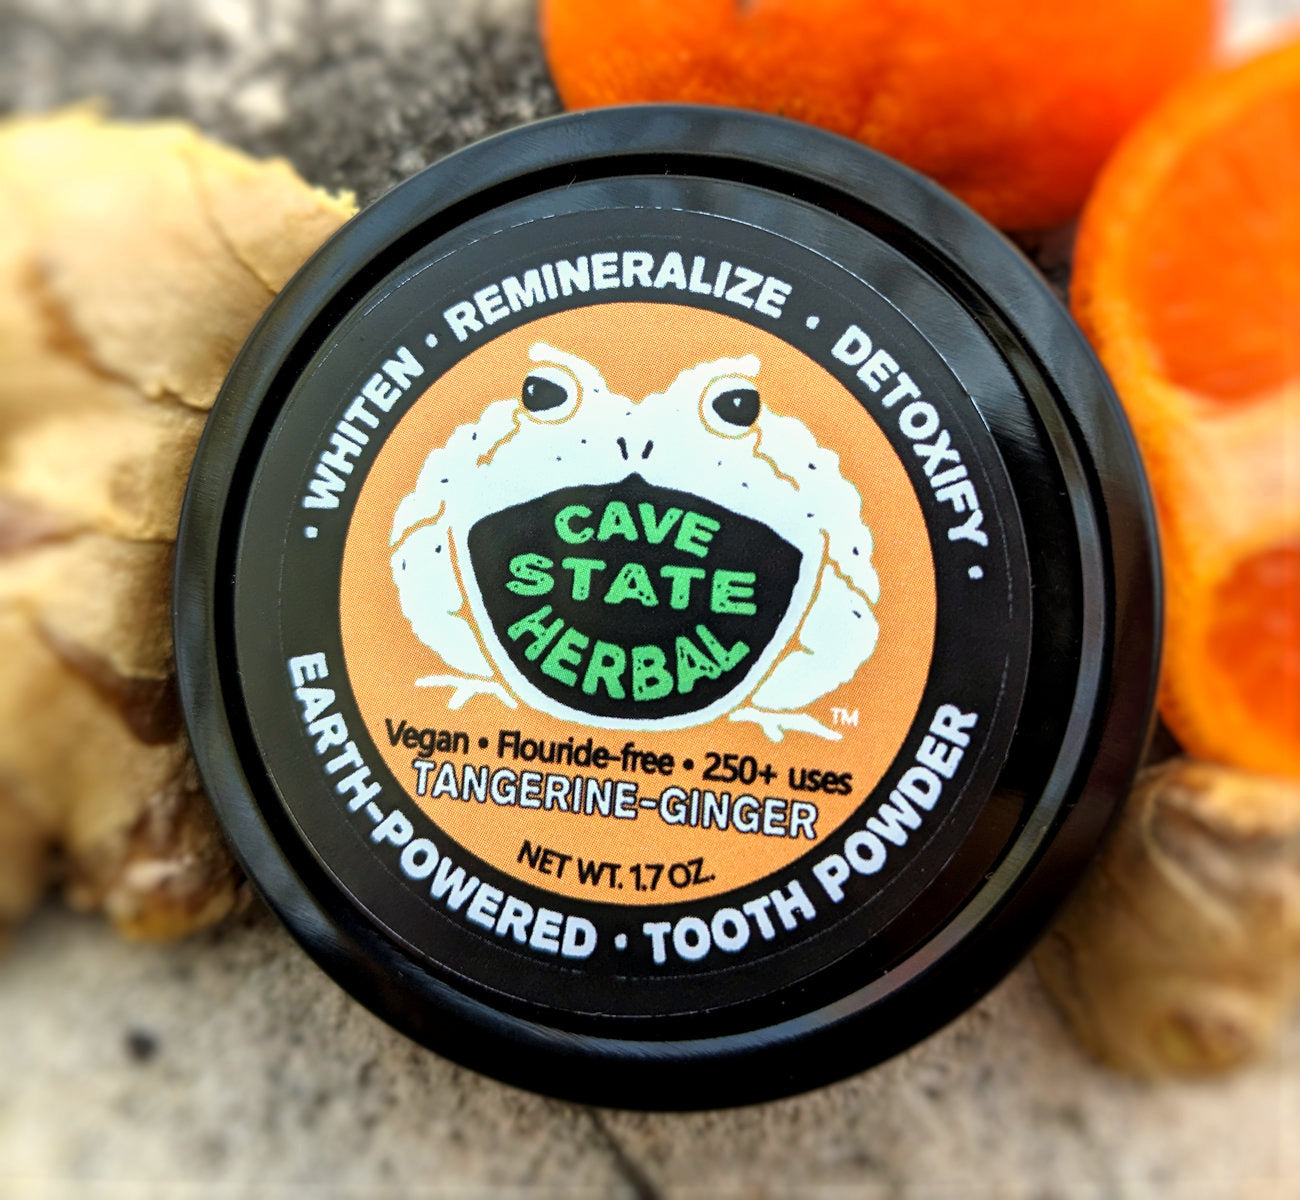 · WHITEN · REMINERALIZE · DETOXIFY ·
CAVE
STATE
HERBAL
TM
Vegan • Flouride-free • 250+ uses
TANGERINE-GINGER
NET WT. 1.7 OZ.
EARTH-POWERED · TOOTH POWDER